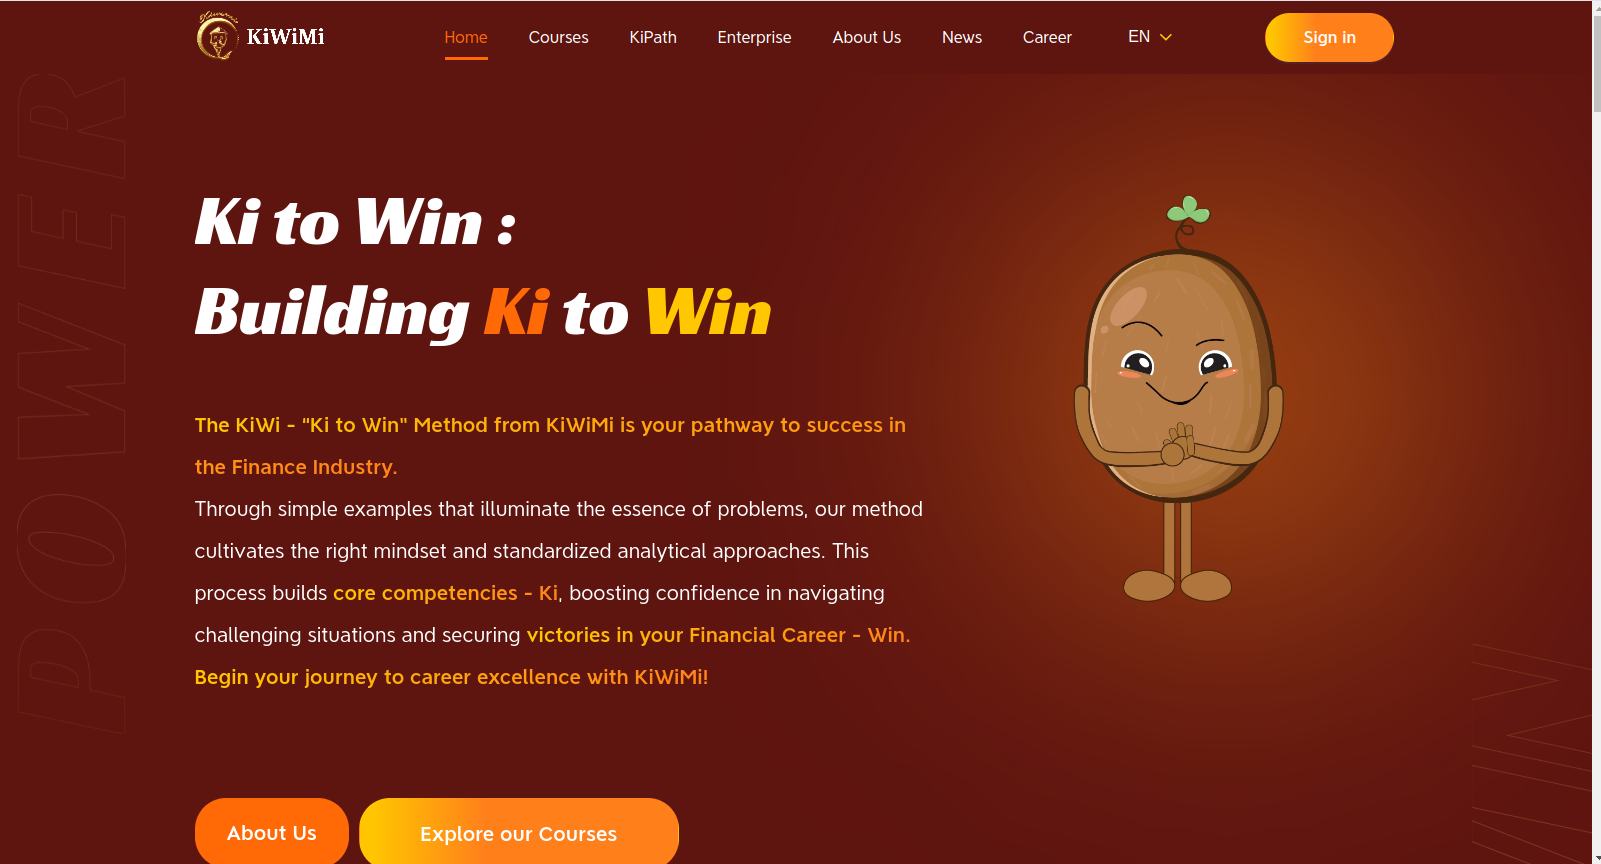 KiWiMi
Home Courses KiPath Enterprise About Us News Career EN Sign in
POWER
Ki to Win :
Building Ki to Win
The KiWi - "Ki to Win" Method from KiWiMi is your pathway to success in
the Finance Industry.
Through simple examples that illuminate the essence of problems, our method
cultivates the right mindset and standardized analytical approaches. This
process builds core competencies - Ki, boosting confidence in navigating
challenging situations and securing victories in your Financial Career - Win.
Begin your journey to career excellence with KiWiMi!
About Us Explore our Courses